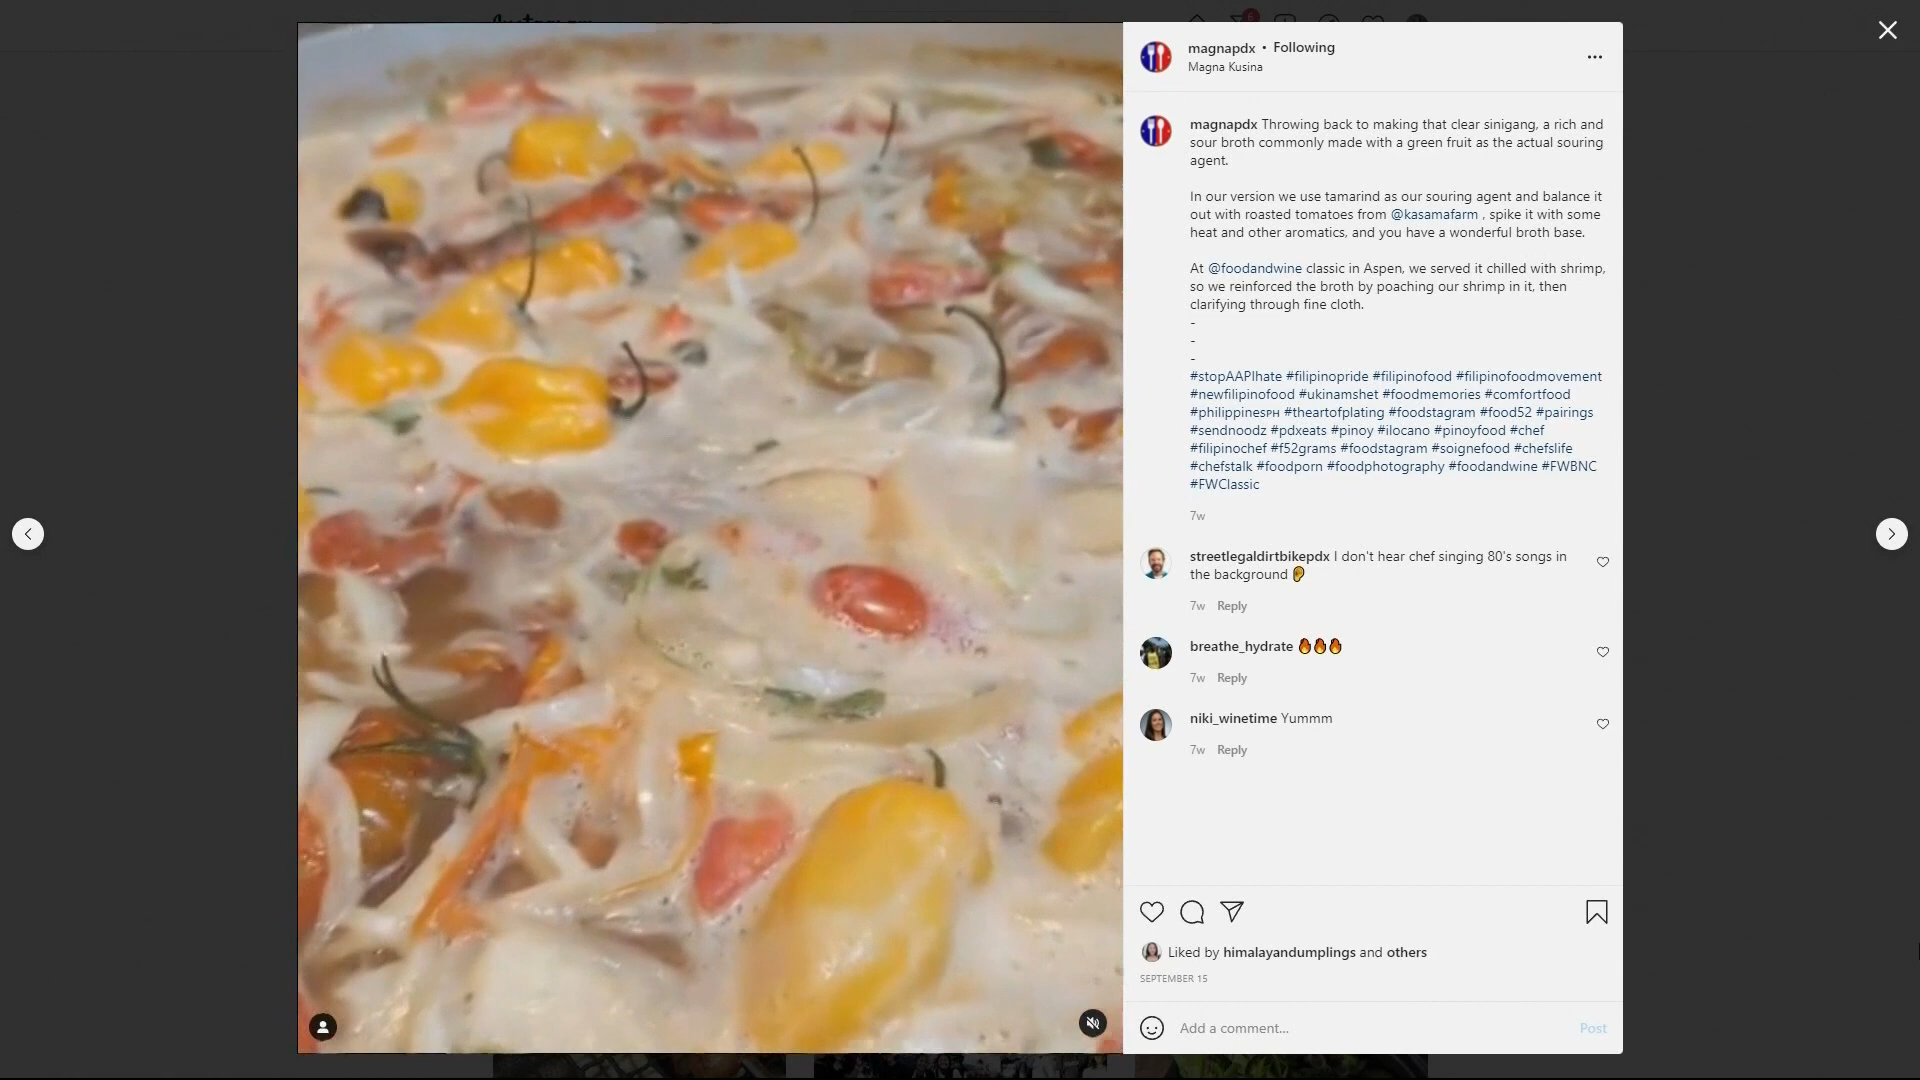 magnapdx • Following
Magna Kusina
magnapdx Throwing back to making that clear sinigang, a rich and
sour broth commonly made with a green fruit as the actual souring
agent.
In our version we use tamarind as our souring agent and balance it
out with roasted tomatoes from @kasamafarm , spike it with some
heat and other aromatics, and you have a wonderful broth base.
At @foodandwine classic in Aspen, we served it chilled with shrimp,
so we reinforced the broth by poaching our shrimp in it, then
clarifying through fine cloth.
-
-
-
#stopAAPIhate #filipinopride #filipinofood #filipinofoodmovement
#newfilipinofood #ukinamshet #foodmemories #comfortfood
#philippinesᴘʜ #theartofplating #foodstagram #food52 #pairings
#sendnoodz #pdxeats #pinoy #ilocano #pinoyfood #chef
#filipinochef #f52grams #foodstagram #soignefood #chefslife
#chefstalk #foodporn #foodphotography #foodandwine #FWBNC
#FWClassic
7w
streetlegaldirtbikepdx I don't hear chef singing 80's songs in
the background 👂
7w Reply
breathe_hydrate 🔥🔥🔥
7w Reply
niki_winetime Yummm
7w Reply
Liked by himalayandumplings and others
SEPTEMBER 15
Add a comment...
Post